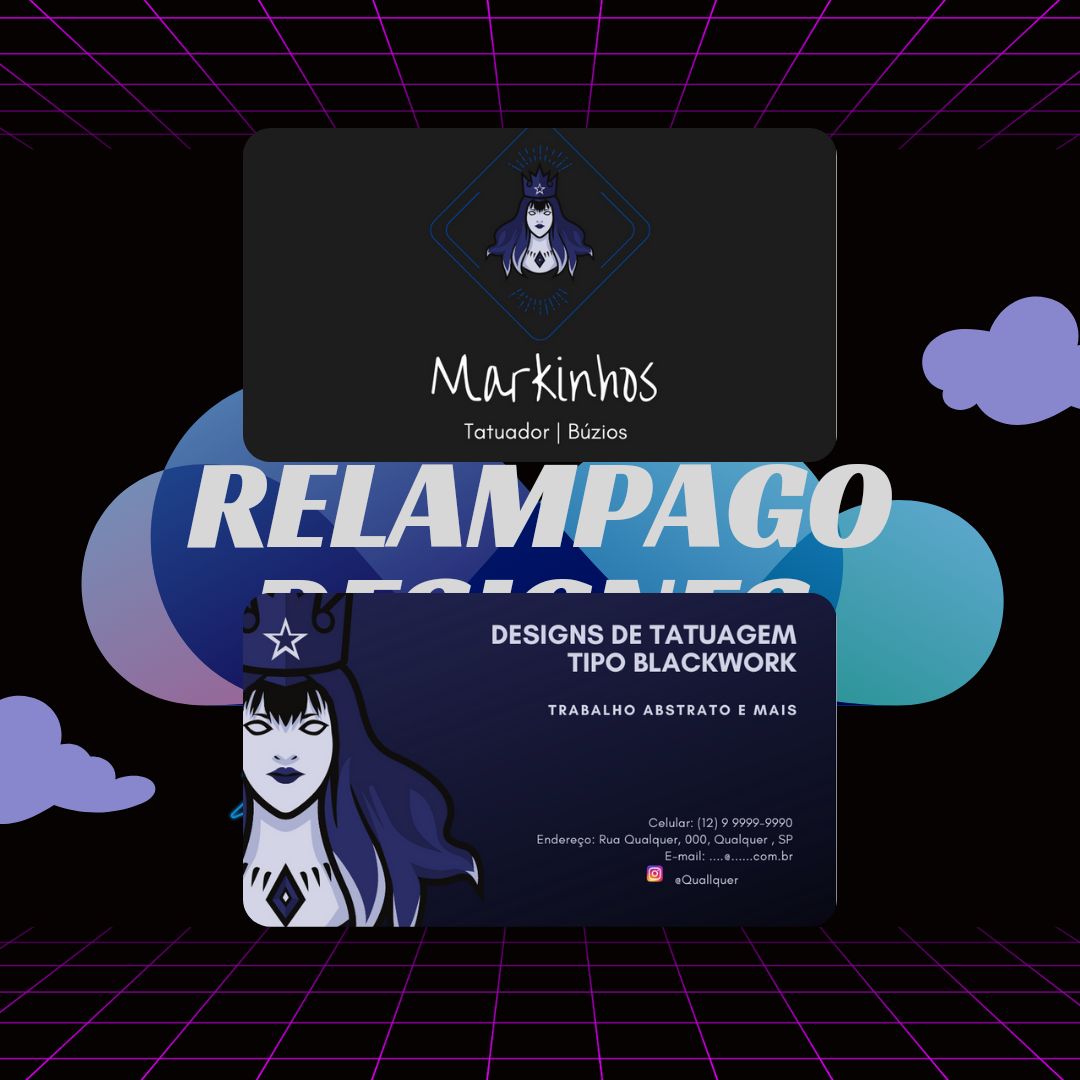 Markinhos
Tatuador | Búzios
RELAMPAGO
DESIGNS DE TATUAGEM
TIPO BLACKWORK
TRABALHO ABSTRATO E MAIS
Celular: (12) 9 9999-9990
Endereço: Rua Qualquer, 000, Qualquer , SP
E-mail: ....@......com.br
@Quallquer